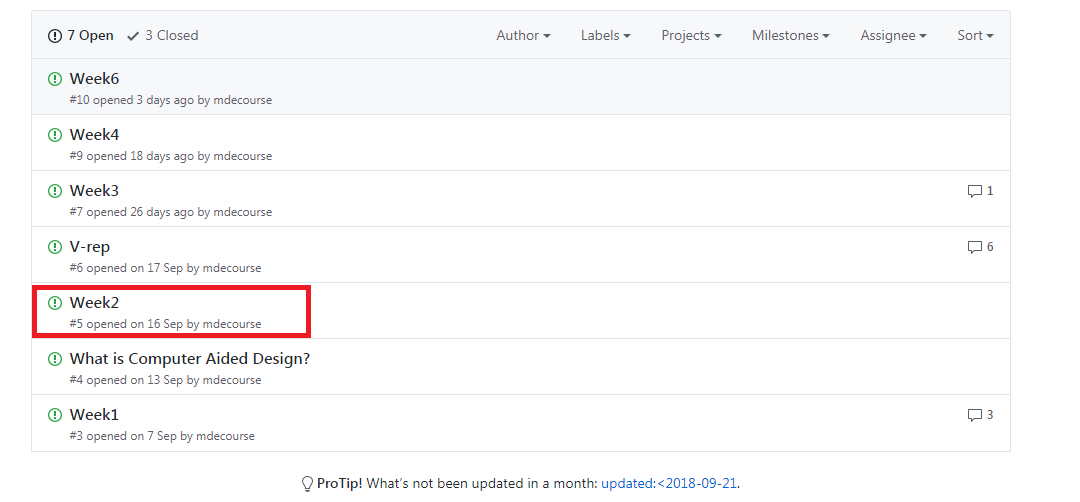 7 Open 3 Closed Author Labels Projects Milestones Assignee Sort
Week6
#10 opened 3 days ago by mdecourse
Week4
#9 opened 18 days ago by mdecourse
Week3 1
#7 opened 26 days ago by mdecourse
V-rep 6
#6 opened on 17 Sep by mdecourse
Week2
#5 opened on 16 Sep by mdecourse
What is Computer Aided Design?
#4 opened on 13 Sep by mdecourse
Week1 3
#3 opened on 7 Sep by mdecourse
ProTip! What's not been updated in a month: updated:<2018-09-21.